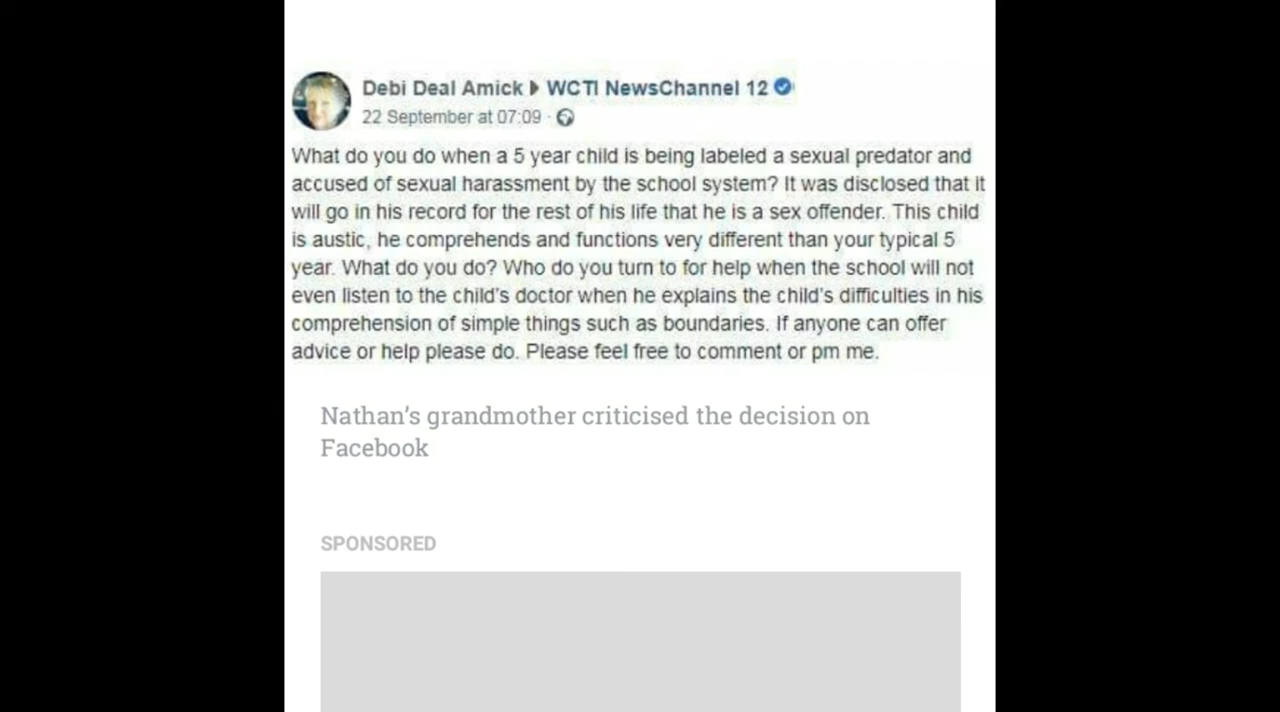 Debi Deal Amick ▶ WCTI NewsChannel 12
22 September at 07:09 ·
What do you do when a 5 year child is being labeled a sexual predator and
accused of sexual harassment by the school system? It was disclosed that it
will go in his record for the rest of his life that he is a sex offender. This child
is austic, he comprehends and functions very different than your typical 5
year. What do you do? Who do you turn to for help when the school will not
even listen to the child's doctor when he explains the child's difficulties in his
comprehension of simple things such as boundaries. If anyone can offer
advice or help please do. Please feel free to comment or pm me.
Nathan’s grandmother criticised the decision on
Facebook
SPONSORED